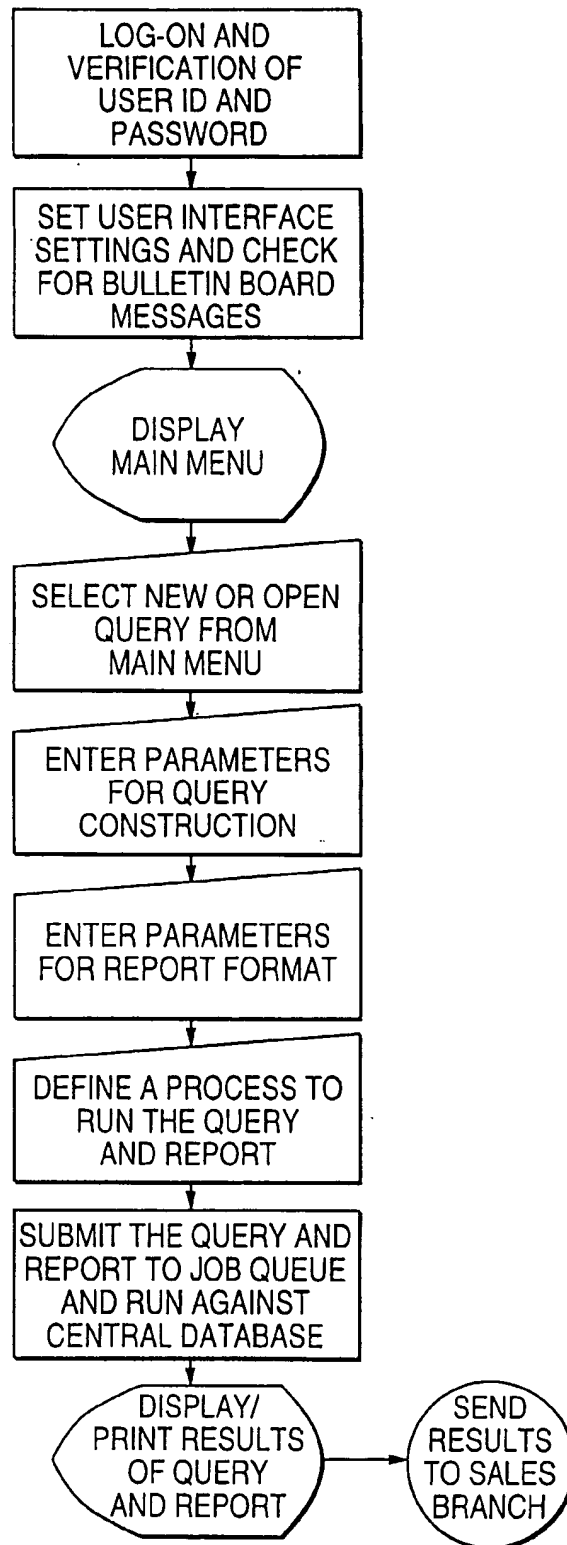 LOG-ON AND
VERIFICATION OF
USER ID AND
PASSWORD
SET USER INTERFACE
SETTINGS AND CHECK
FOR BULLETIN BOARD
MESSAGES
DISPLAY
MAIN MENU
SELECT NEW OR OPEN
QUERY FROM
MAIN MENU
ENTER PARAMETERS
FOR QUERY
CONSTRUCTION
ENTER PARAMETERS
FOR REPORT FORMAT
DEFINE A PROCESS TO
RUN THE QUERY
AND REPORT
SUBMIT THE QUERY AND
REPORT TO JOB QUEUE
AND RUN AGAINST
CENTRAL DATABASE
DISPLAY/
PRINT RESULTS
OF QUERY
AND REPORT
SEND
RESULTS
TO SALES
BRANCH